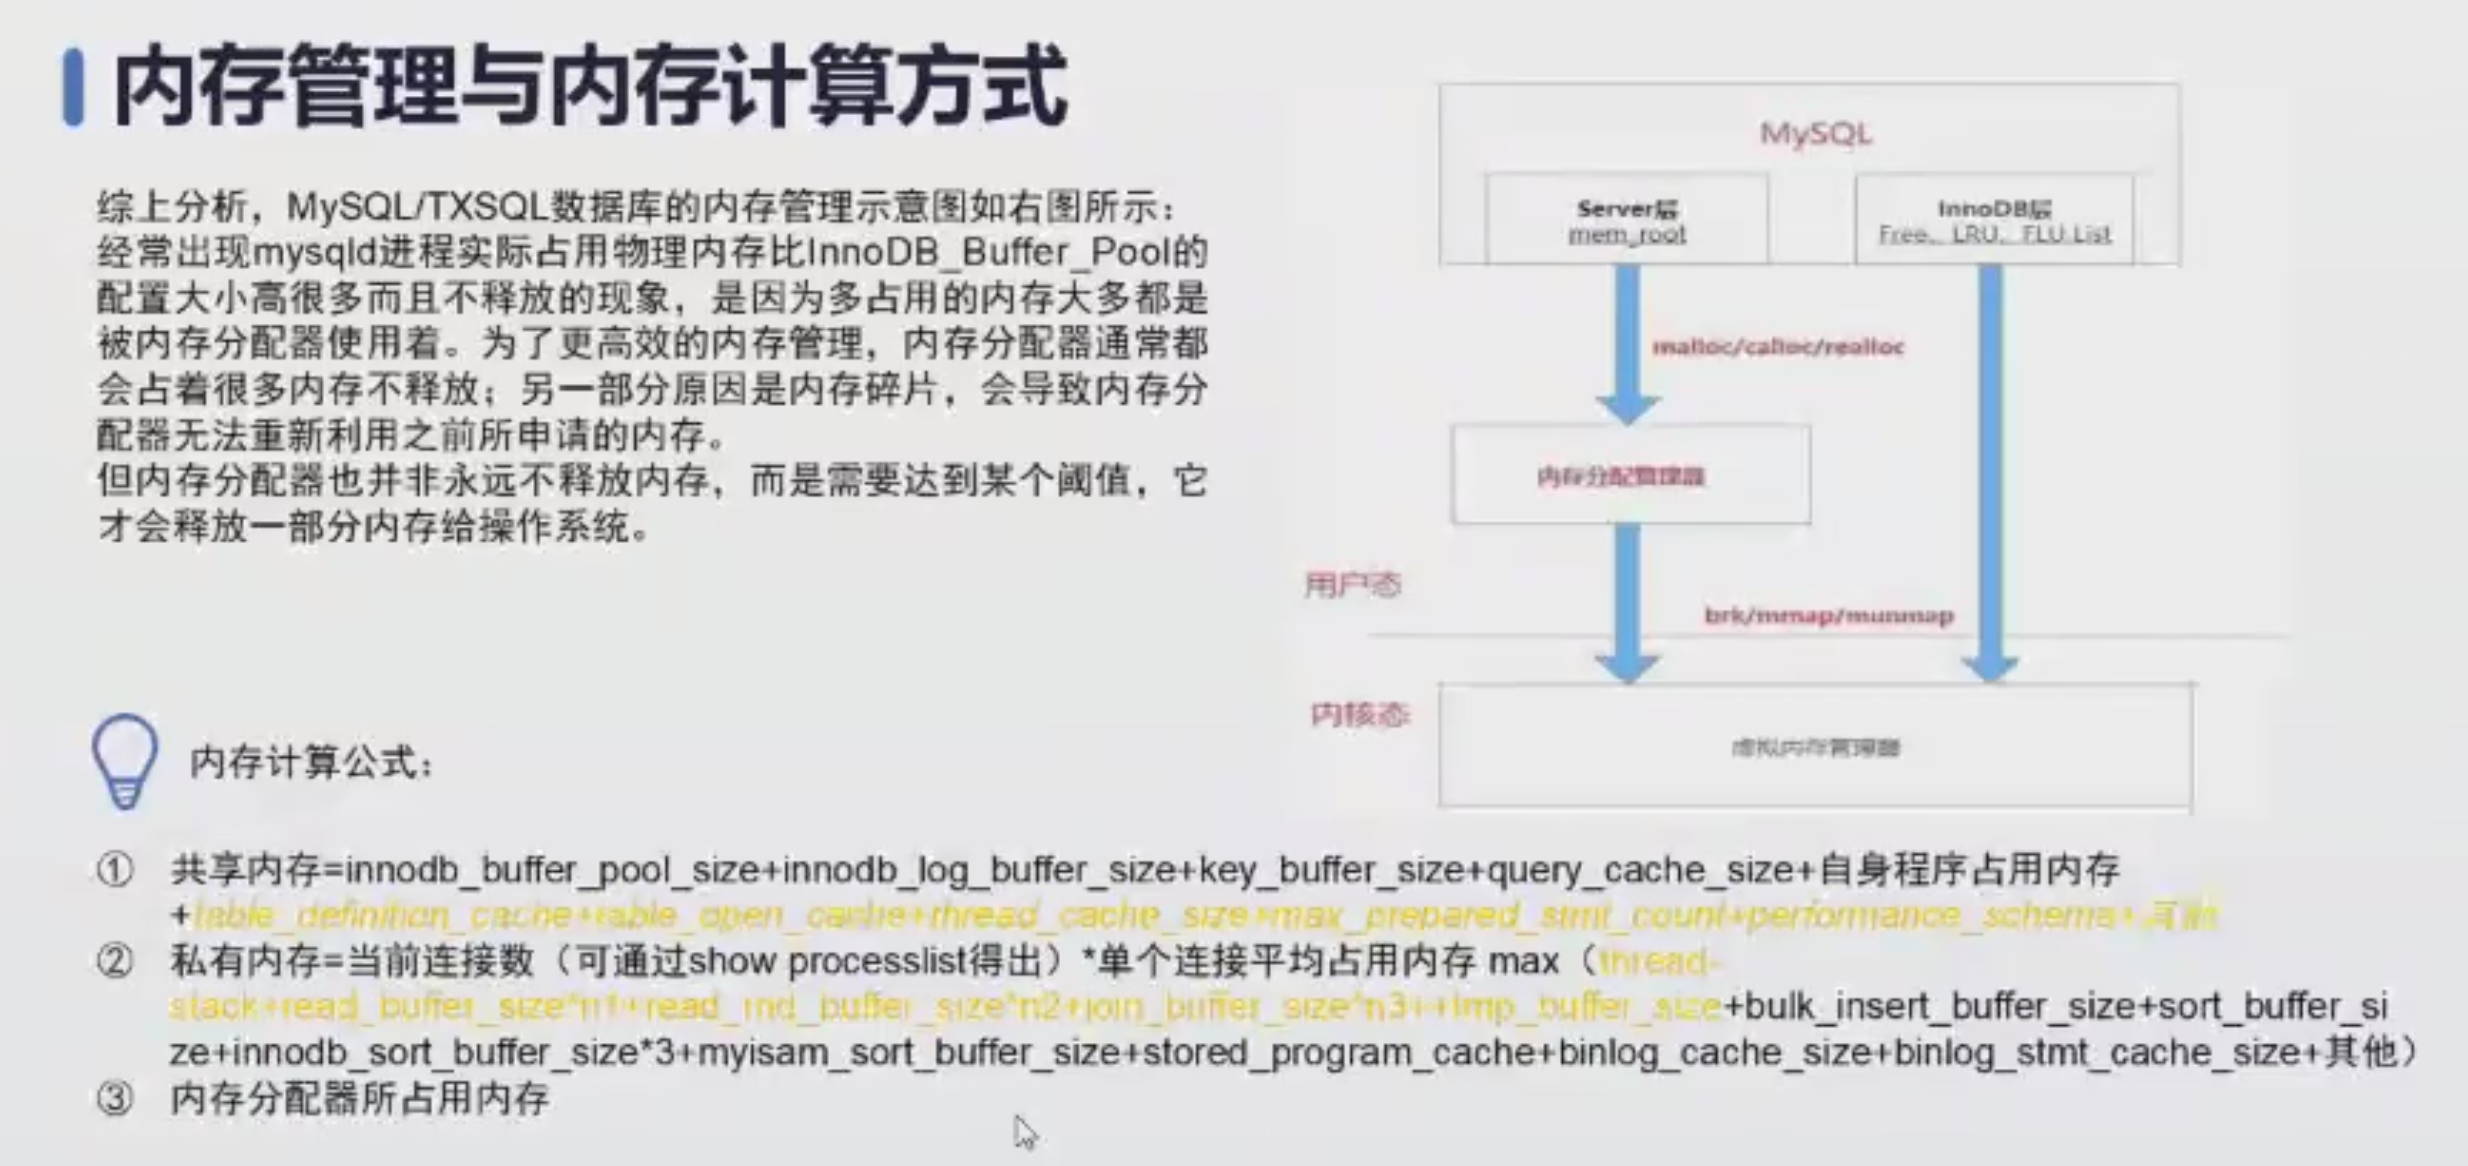 内存管理与内存计算方式
综上分析，MySQL/TXSQL数据库的内存管理示意图如右图所示：
经常出现mysqld进程实际占用物理内存比InnoDB_Buffer_Pool的
配置大小高很多而且不释放的现象，是因为多占用的内存大多都是
被内存分配器使用着。为了更高效的内存管理，内存分配器通常都
会占着很多内存不释放；另一部分原因是内存碎片，会导致内存分
配器无法重新利用之前所申请的内存。
但内存分配器也并非永远不释放内存，而是需要达到某个阈值，它
才会释放一部分内存给操作系统。
MySQL
Server层
mem_root
InnoDB层
Free、LRU、FLU List
malloc/calloc/realloc
内存分配管理器
用户态
brk/mmap/munmap
内核态
虚拟内存管理器
内存计算公式：
① 共享内存=innodb_buffer_pool_size+innodb_log_buffer_size+key_buffer_size+query_cache_size+自身程序占用内存
+table_definition_cache+table_open_cache+thread_cache_size+max_prepared_stmt_count+performance_schema+其他
② 私有内存=当前连接数（可通过show processlist得出）*单个连接平均占用内存 max（thread-
stack+read_buffer_size*n1+read_rnd_buffer_size*n2+join_buffer_size*n3++tmp_buffer_size+bulk_insert_buffer_size+sort_buffer_si
ze+innodb_sort_buffer_size*3+myisam_sort_buffer_size+stored_program_cache+binlog_cache_size+binlog_stmt_cache_size+其他）
③ 内存分配器所占用内存